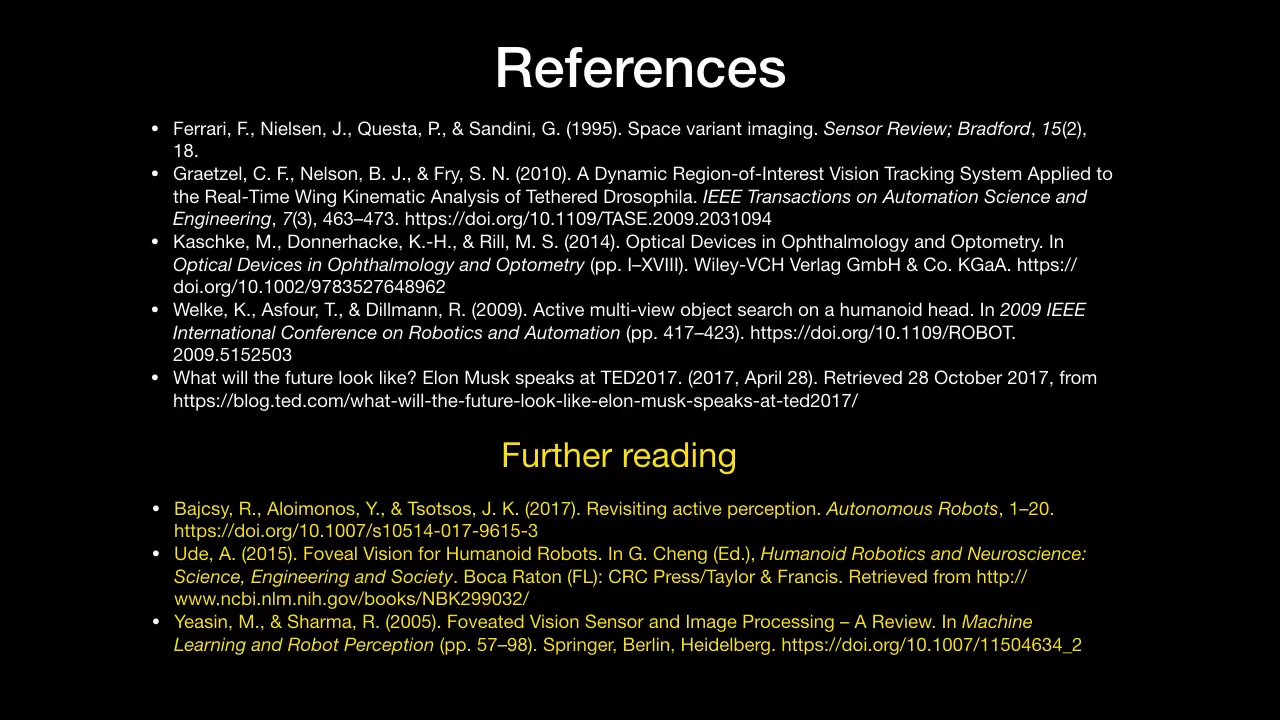 References
• Ferrari, F., Nielsen, J., Questa, P., & Sandini, G. (1995). Space variant imaging. Sensor Review; Bradford, 15(2),
18.
• Graetzel, C. F., Nelson, B. J., & Fry, S. N. (2010). A Dynamic Region-of-Interest Vision Tracking System Applied to
the Real-Time Wing Kinematic Analysis of Tethered Drosophila. IEEE Transactions on Automation Science and
Engineering, 7(3), 463–473. https://doi.org/10.1109/TASE.2009.2031094
• Kaschke, M., Donnerhacke, K.-H., & Rill, M. S. (2014). Optical Devices in Ophthalmology and Optometry. In
Optical Devices in Ophthalmology and Optometry (pp. I–XVIII). Wiley-VCH Verlag GmbH & Co. KGaA. https://
doi.org/10.1002/9783527648962
• Welke, K., Asfour, T., & Dillmann, R. (2009). Active multi-view object search on a humanoid head. In 2009 IEEE
International Conference on Robotics and Automation (pp. 417–423). https://doi.org/10.1109/ROBOT.
2009.5152503
• What will the future look like? Elon Musk speaks at TED2017. (2017, April 28). Retrieved 28 October 2017, from
https://blog.ted.com/what-will-the-future-look-like-elon-musk-speaks-at-ted2017/
Further reading
• Bajcsy, R., Aloimonos, Y., & Tsotsos, J. K. (2017). Revisiting active perception. Autonomous Robots, 1–20.
https://doi.org/10.1007/s10514-017-9615-3
• Ude, A. (2015). Foveal Vision for Humanoid Robots. In G. Cheng (Ed.), Humanoid Robotics and Neuroscience:
Science, Engineering and Society. Boca Raton (FL): CRC Press/Taylor & Francis. Retrieved from http://
www.ncbi.nlm.nih.gov/books/NBK299032/
• Yeasin, M., & Sharma, R. (2005). Foveated Vision Sensor and Image Processing – A Review. In Machine
Learning and Robot Perception (pp. 57–98). Springer, Berlin, Heidelberg. https://doi.org/10.1007/11504634_2